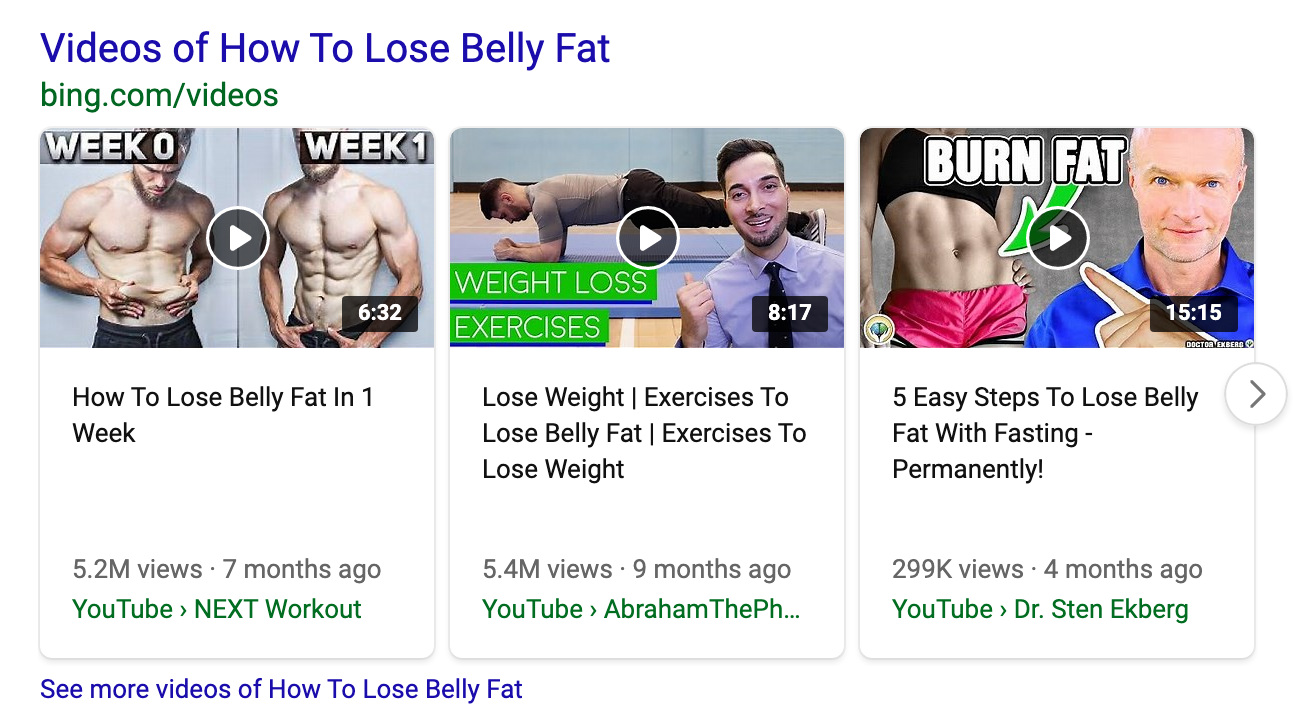 Videos of How To Lose Belly Fat
bing.com/videos
WEEK 0
WEEK 1
6:32
WEIGHT LOSS
EXERCISES
8:17
BURN FAT
15:15
DOCTOR EKBERG
How To Lose Belly Fat In 1
Week
5.2M views · 7 months ago
YouTube › NEXT Workout
Lose Weight | Exercises To
Lose Belly Fat | Exercises To
Lose Weight
5.4M views · 9 months ago
YouTube › AbrahamThePh...
5 Easy Steps To Lose Belly
Fat With Fasting -
Permanently!
299K views · 4 months ago
YouTube › Dr. Sten Ekberg
See more videos of How To Lose Belly Fat